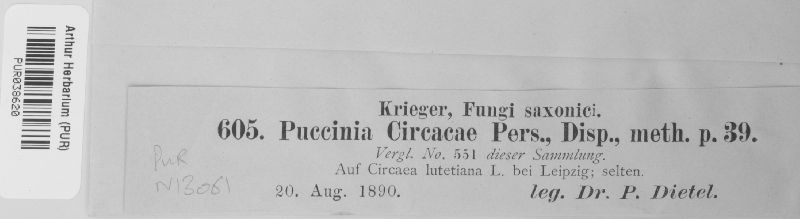 Arthur Herbarium (PUR)
PUR038620
Krieger, Fungi saxonici.
605. Puccinia Circacae Pers., Disp., meth. p. 39.
Vergl. No. 551 dieser Sammlung.
Auf Circaea lutetiana L. bei Leipzig; selten.
20. Aug. 1890. leg. Dr. P. Dietel.
PUR
N13061